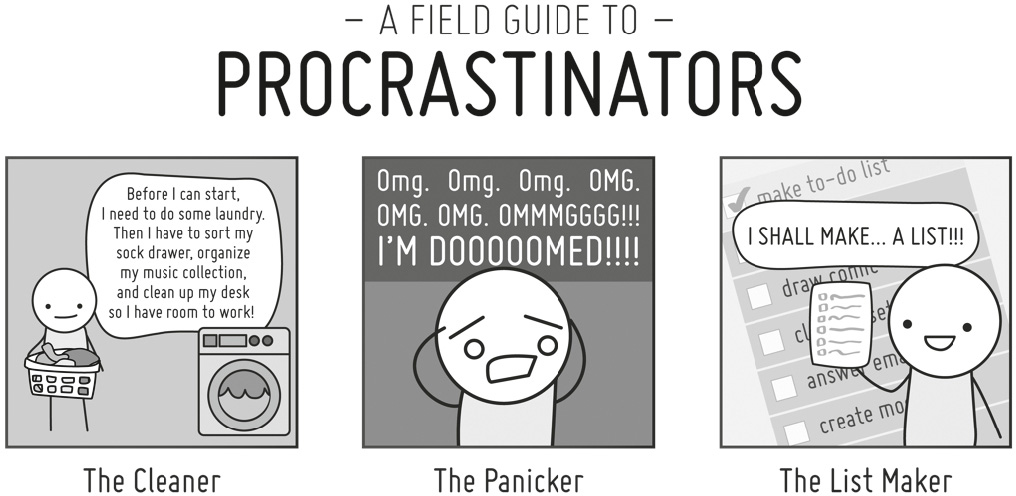 – A FIELD GUIDE TO –
PROCRASTINATORS
Before I can start,
I need to do some laundry.
Then I have to sort my
sock drawer, organize
my music collection,
and clean up my desk
so I have room to work!
The Cleaner
Omg. Omg. Omg. OMG.
OMG. OMG. OMMMGGGG!!!
I'M DOOOOOMED!!!!
The Panicker
make to-do list
I SHALL MAKE... A LIST!!!
draw comic
answer ema
create mo
The List Maker